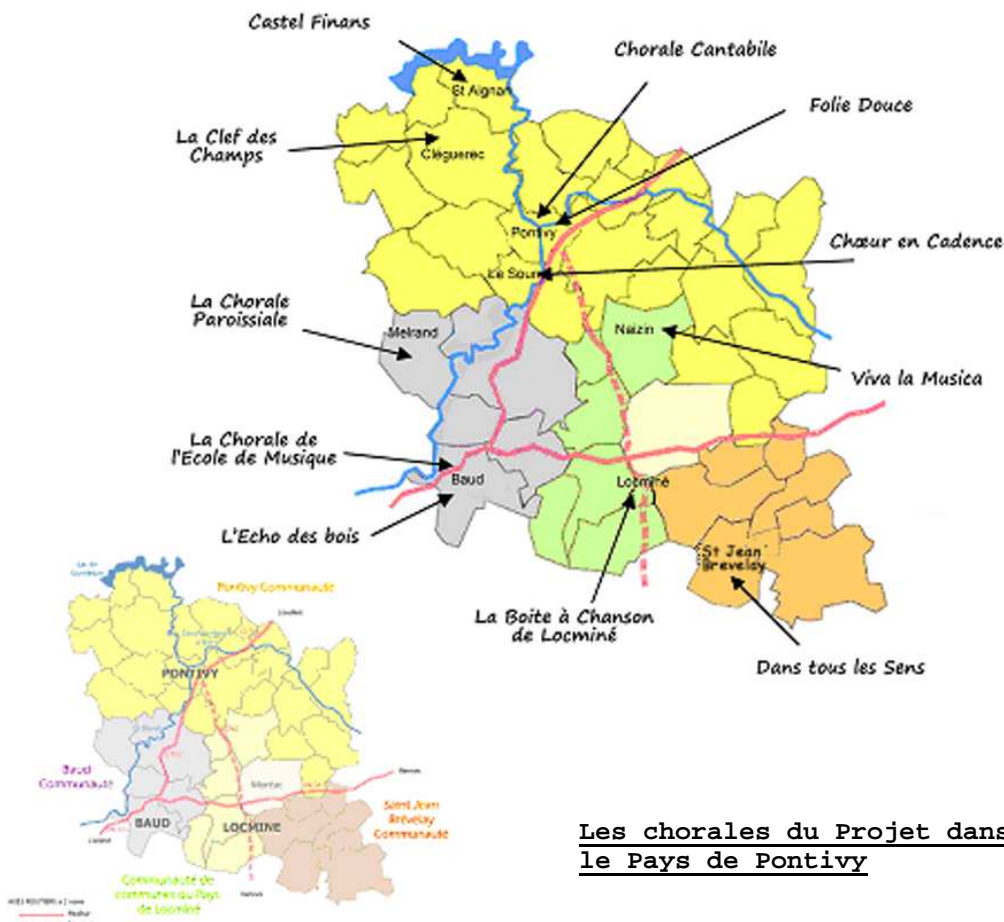 Castel Finans
Chorale Cantabile
Folie Douce
St Aignan
La Clef des
Champs
Cléguerec
Pontivy
Chœur en Cadence
Le Sourn
La Chorale
Paroissiale
Melrand
Naizin
Viva la Musica
La Chorale de
l'Ecole de Musique
Baud
Locminé
L'Echo des bois
St Jean
Brevelay
La Boite à Chanson
de Locminé
Dans tous les Sens
Pontivy Communauté
PONTIVY
Baud
Communauté
BAUD
LOCMINE
Saint Jean
Brévelay
Communauté
Communauté de
communes du Pays
de Locminé
Les chorales du Projet dans
le Pays de Pontivy